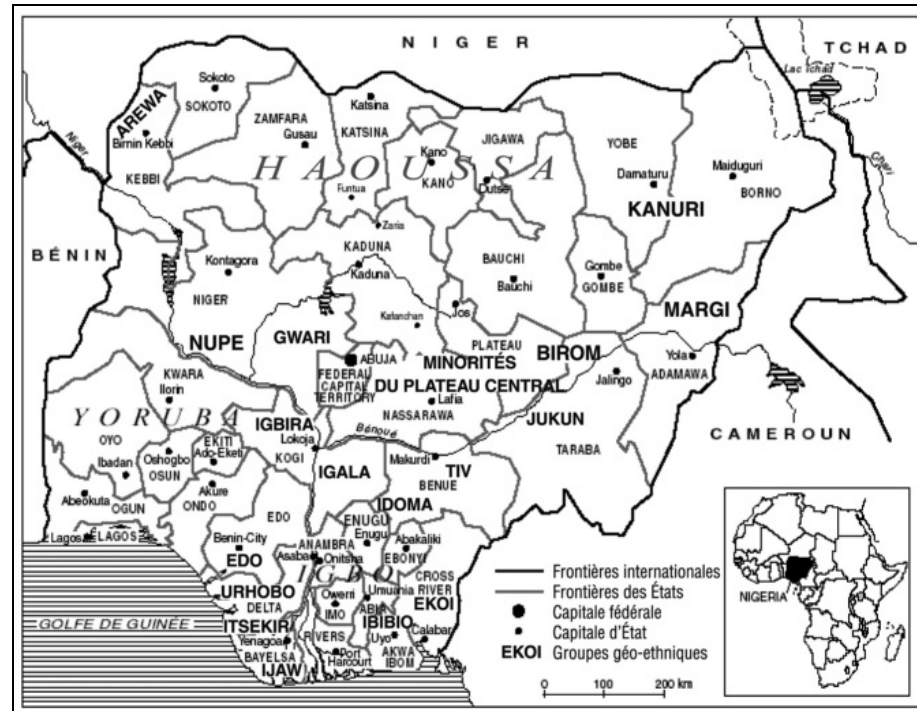 NIGER
TCHAD
Lac Tchad
Chari
Niger
BÉNIN
CAMEROUN
GOLFE DE GUINÉE
AREWA
Sokoto
SOKOTO
Birnin Kebbi
KEBBI
ZAMFARA
Gusau
Katsina
KATSINA
Funtua
HAOUSSA
Kano
KANO
JIGAWA
Dutse
YOBE
Damaturu
Maiduguri
BORNO
KANURI
Zaria
KADUNA
Kaduna
BAUCHI
Bauchi
Gombe
GOMBE
Kontagora
NIGER
Jos
MARGI
NUPE
GWARI
Katanchan
PLATEAU
MINORITÉS
DU PLATEAU CENTRAL
BIROM
Yola
ADAMAWA
ABUJA
FEDERAL
CAPITAL
TERRITORY
Jalingo
KWARA
Ilorin
Lafia
NASSARAWA
JUKUN
TARABA
YORUBA
OYO
IGBIRA
Lokoja
KOGI
Bénoué
EKITI
Ado-Eketi
Ibadan
Oshogbo
OSUN
IGALA
Makurdi
TIV
BENUE
Abeokuta
OGUN
Akure
ONDO
IDOMA
EDO
ENUGU
Enugu
Lagos
LAGOS
Benin-City
EDO
Asaba
ANAMBRA
Onitsha
Abakaliki
EBONYI
IGBO
CROSS
RIVER
EKOI
URHOBO
DELTA
Owerri
IMO
Umuahia
ABIA
IBIBIO
ITSEKIRI
Yenagoa
BAYELSA
RIVERS
Uyo
Calabar
IJAW
Port
Harcourt
AKWA
IBOM
Frontières internationales
Frontières des États
Capitale fédérale
Capitale d'État
EKOI Groupes géo-ethniques
0 100 200 km
NIGERIA